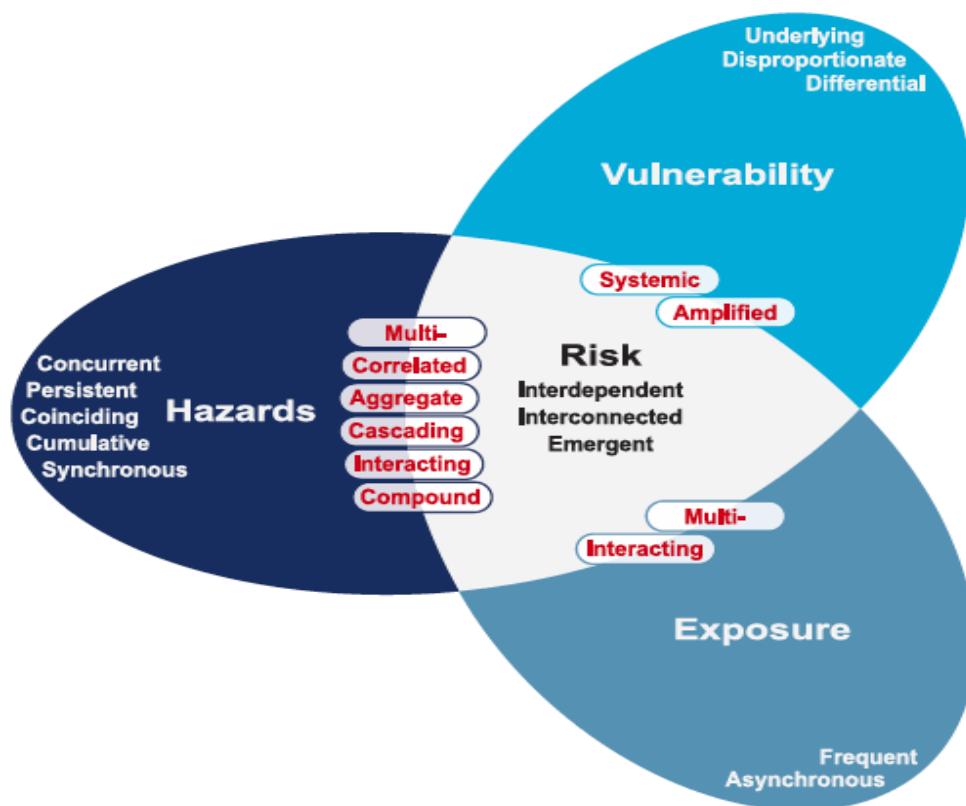 Underlying
Disproportionate
Differential
Vulnerability
Systemic
Amplified
Concurrent
Persistent
Coinciding
Cumulative
Synchronous
Hazards
Multi-
Correlated
Aggregate
Cascading
Interacting
Compound
Risk
Interdependent
Interconnected
Emergent
Multi-
Interacting
Exposure
Frequent
Asynchronous